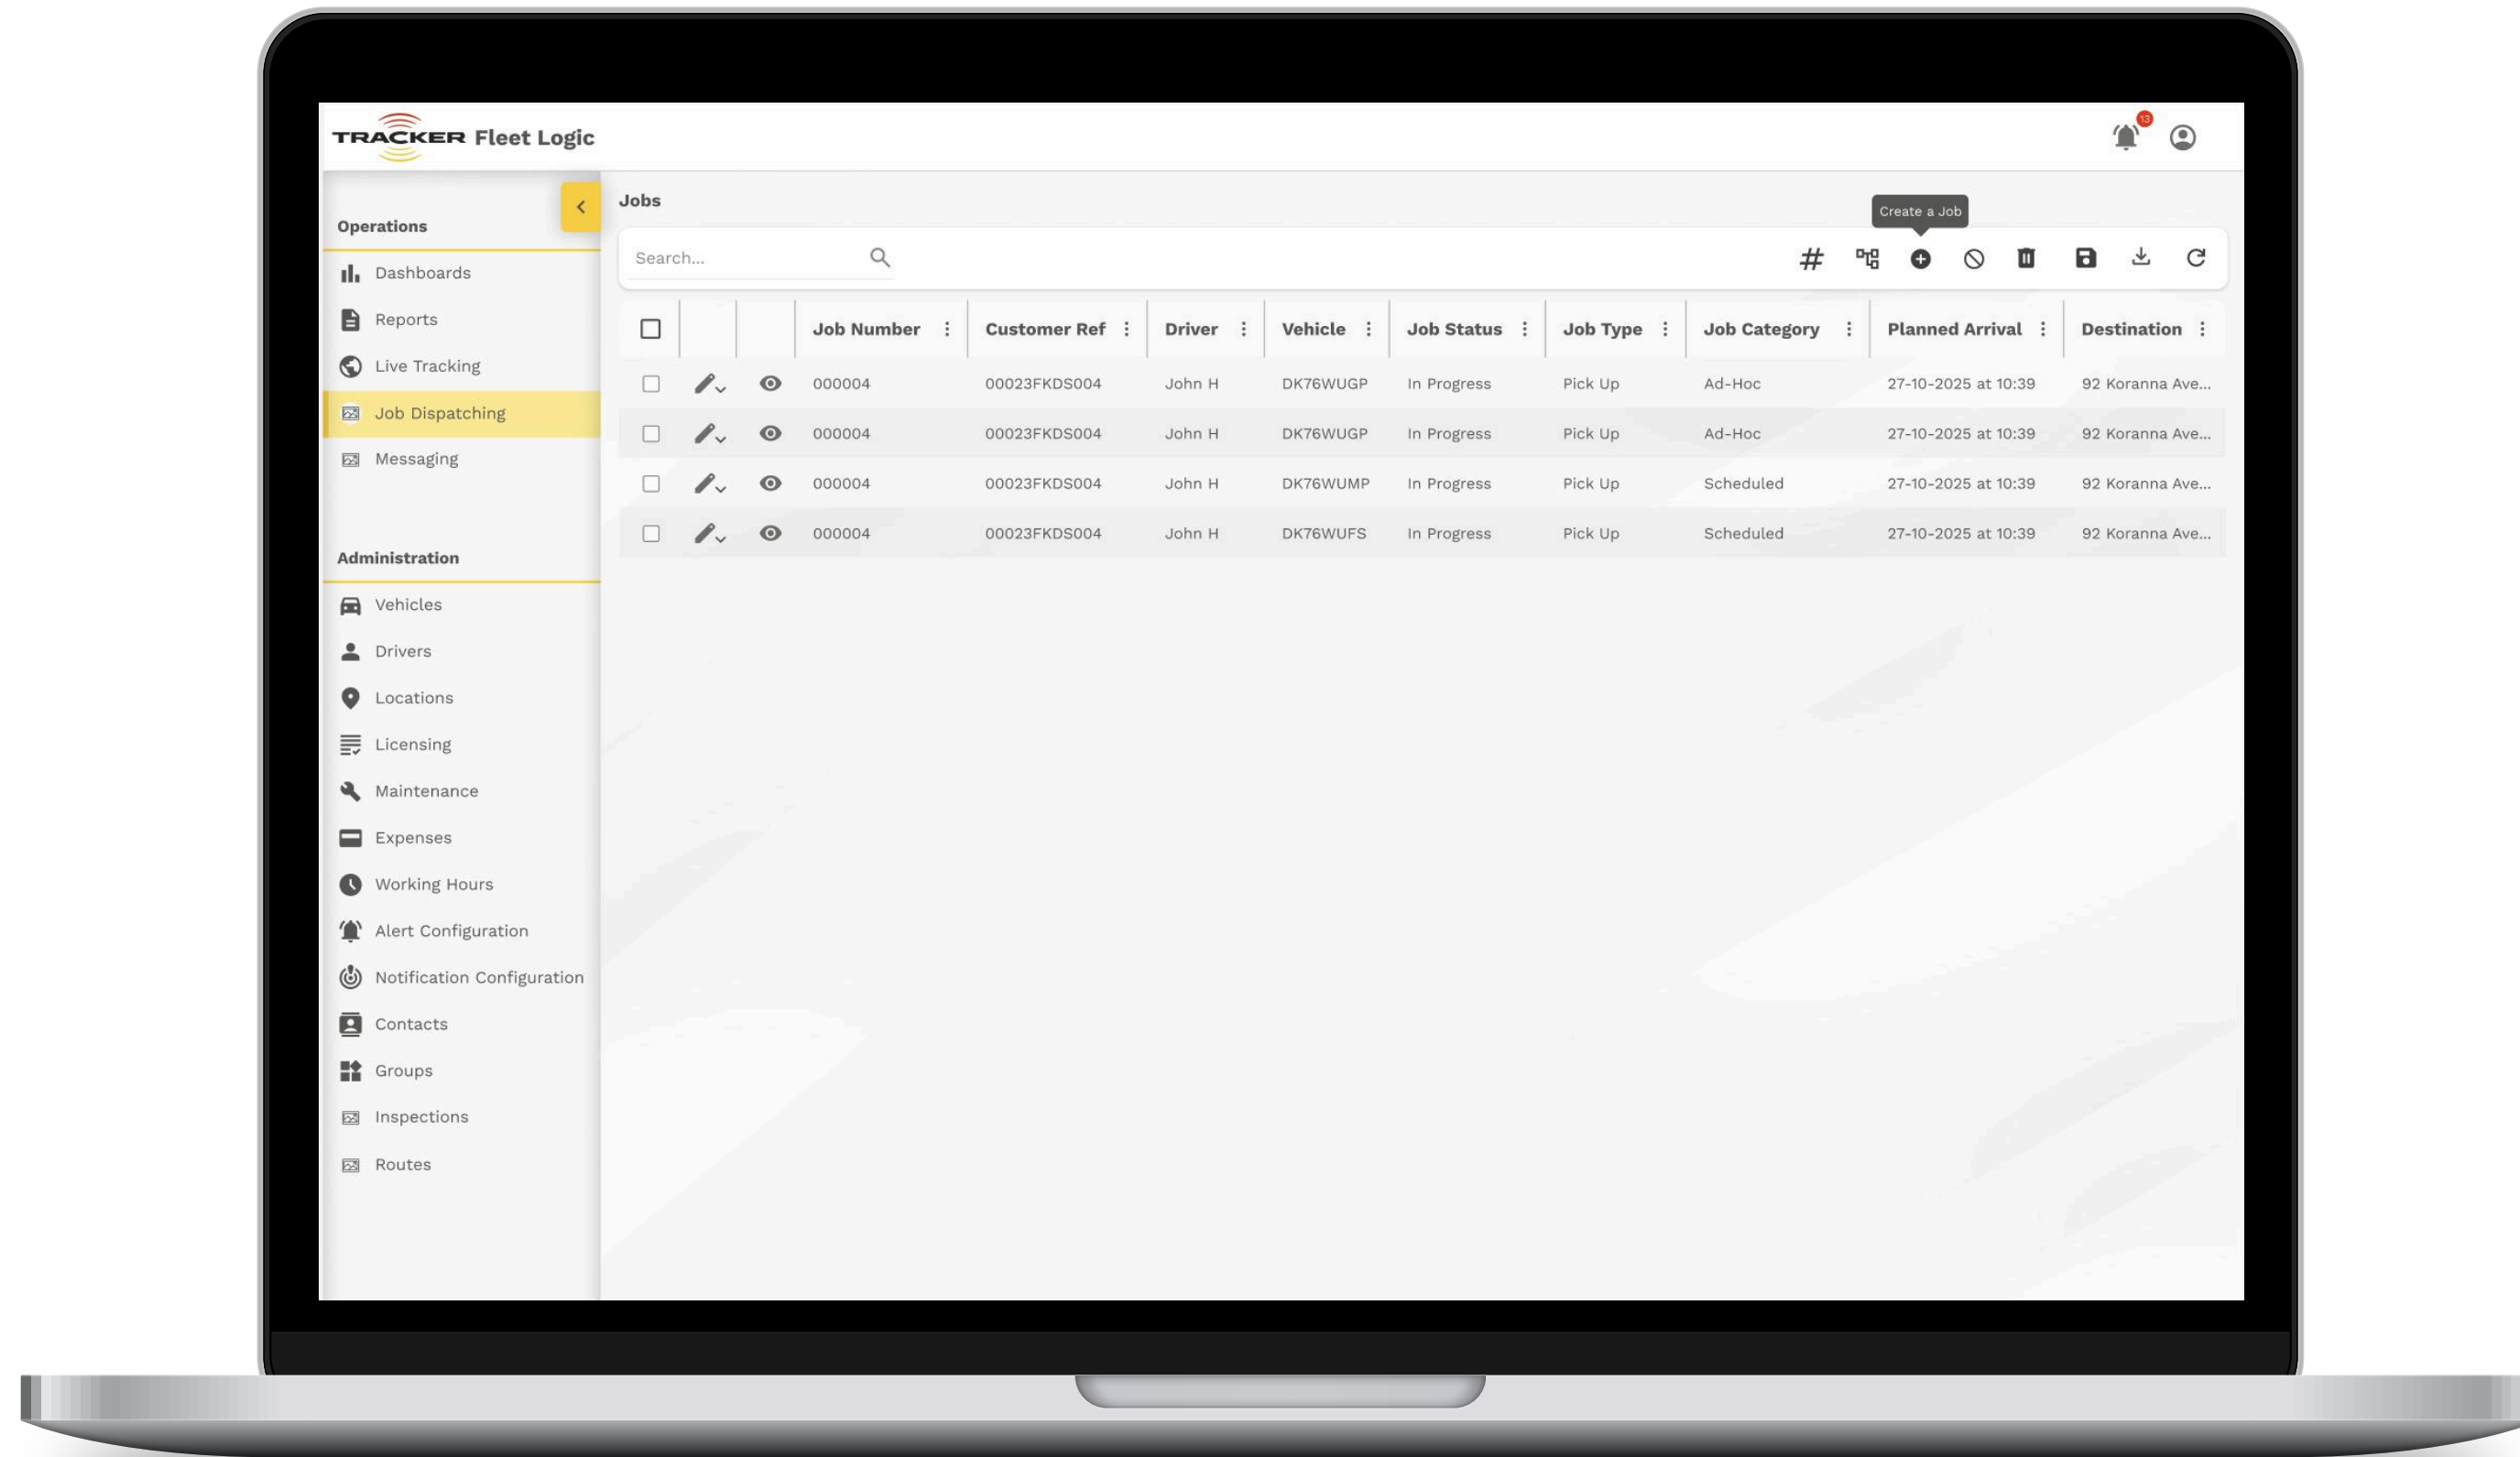 TRACKER Fleet Logic
13
Operations
Dashboards
Reports
Live Tracking
Job Dispatching
Messaging
Administration
Vehicles
Drivers
Locations
Licensing
Maintenance
Expenses
Working Hours
Alert Configuration
Notification Configuration
Contacts
Groups
Inspections
Routes
Jobs
Create a Job
Search...
Job Number Customer Ref Driver Vehicle Job Status Job Type Job Category Planned Arrival Destination
000004 00023FKDS004 John H DK76WUGP In Progress Pick Up Ad-Hoc 27-10-2025 at 10:39 92 Koranna Ave...
000004 00023FKDS004 John H DK76WUGP In Progress Pick Up Ad-Hoc 27-10-2025 at 10:39 92 Koranna Ave...
000004 00023FKDS004 John H DK76WUMP In Progress Pick Up Scheduled 27-10-2025 at 10:39 92 Koranna Ave...
000004 00023FKDS004 John H DK76WUFS In Progress Pick Up Scheduled 27-10-2025 at 10:39 92 Koranna Ave...